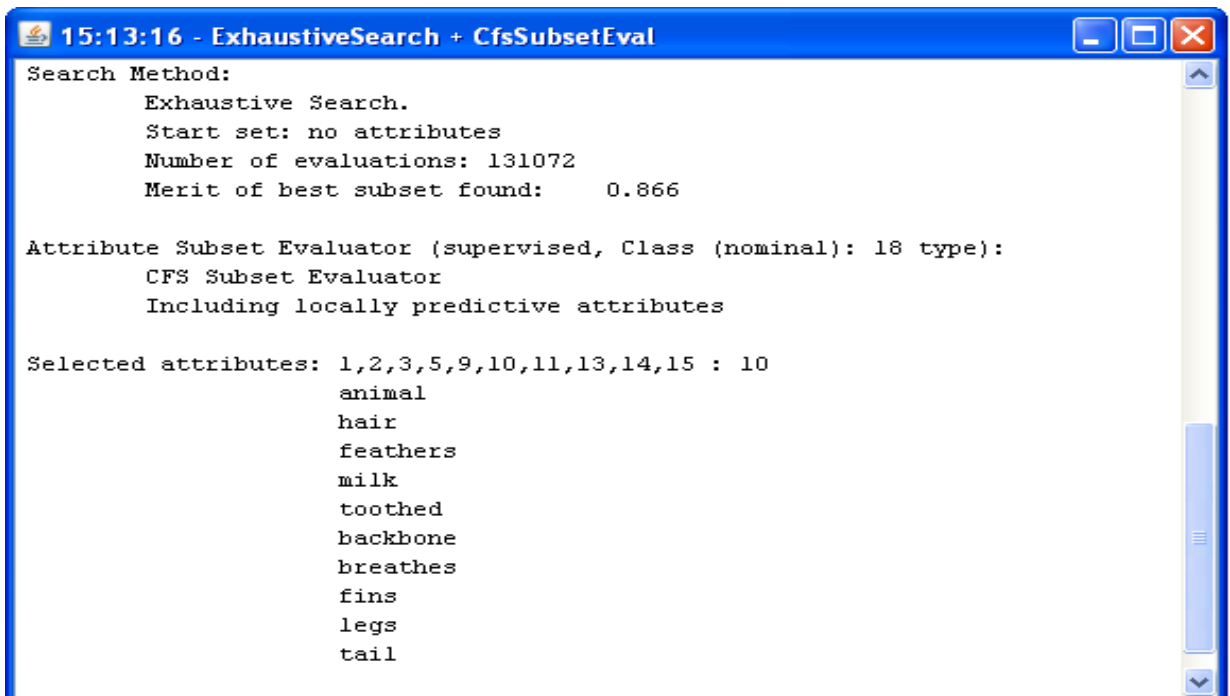 15:13:16 - ExhaustiveSearch + CfsSubsetEval
Search Method:
Exhaustive Search.
Start set: no attributes
Number of evaluations: 131072
Merit of best subset found: 0.866
Attribute Subset Evaluator (supervised, Class (nominal): 18 type):
CFS Subset Evaluator
Including locally predictive attributes
Selected attributes: 1,2,3,5,9,10,11,13,14,15 : 10
animal
hair
feathers
milk
toothed
backbone
breathes
fins
legs
tail